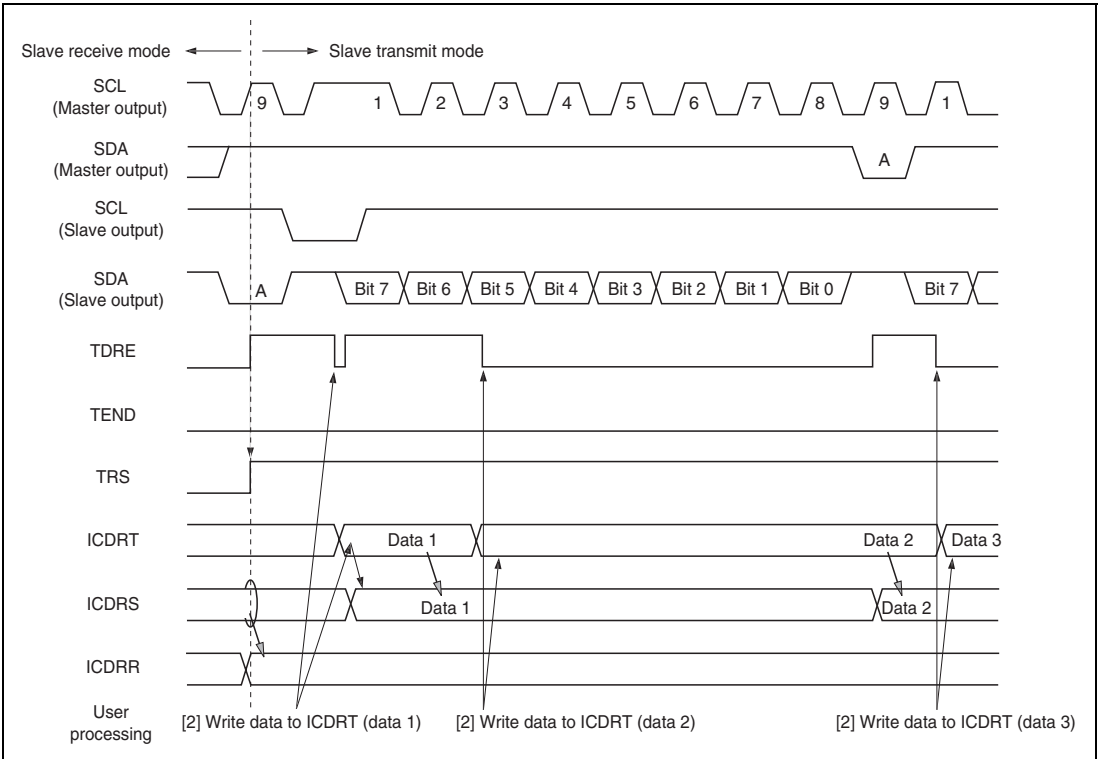 Slave receive mode
Slave transmit mode
SCL
(Master output)
9
1
2
3
4
5
6
7
8
9
1
SDA
(Master output)
A
SCL
(Slave output)
SDA
(Slave output)
A
Bit 7
Bit 6
Bit 5
Bit 4
Bit 3
Bit 2
Bit 1
Bit 0
Bit 7
TDRE
TEND
TRS
ICDRT
Data 1
Data 2
Data 3
ICDRS
Data 1
Data 2
ICDRR
User
processing
[2] Write data to ICDRT (data 1)
[2] Write data to ICDRT (data 2)
[2] Write data to ICDRT (data 3)